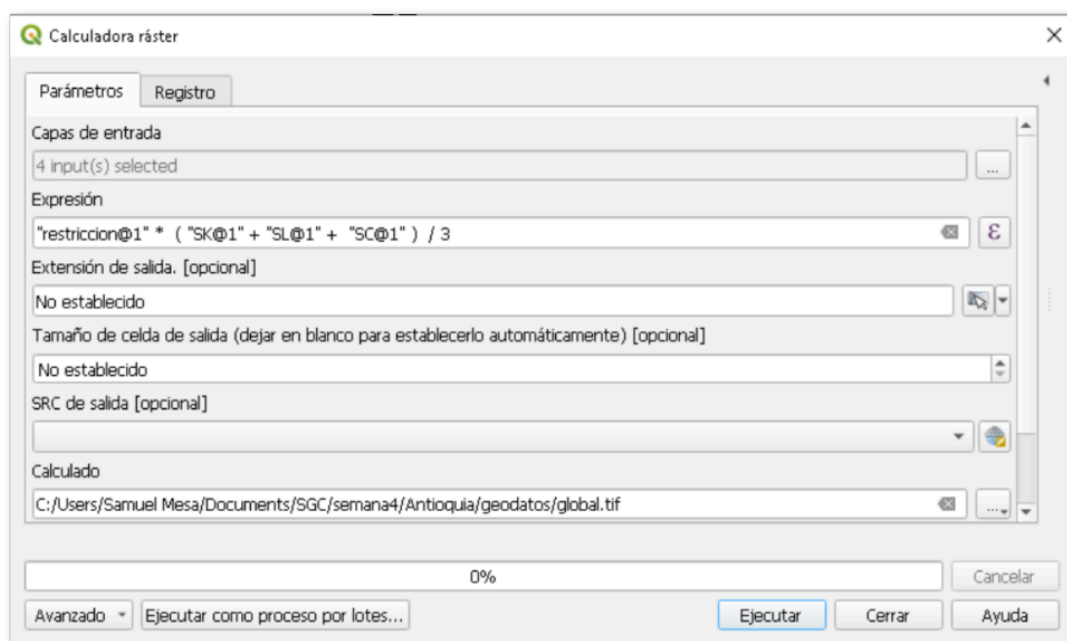 Calculadora ráster
Parámetros Registro
Capas de entrada
4 input(s) selected
...
Expresión
"restriccion@1" * ( "SK@1" + "SL@1" + "SC@1" ) / 3
ε
Extensión de salida. [opcional]
No establecido
Tamaño de celda de salida (dejar en blanco para establecerlo automáticamente) [opcional]
No establecido
SRC de salida [opcional]
Calculado
C:/Users/Samuel Mesa/Documents/SGC/semana4/Antioquia/geodatos/global.tif
...
0%
Cancelar
Avanzado Ejecutar como proceso por lotes... Ejecutar Cerrar Ayuda